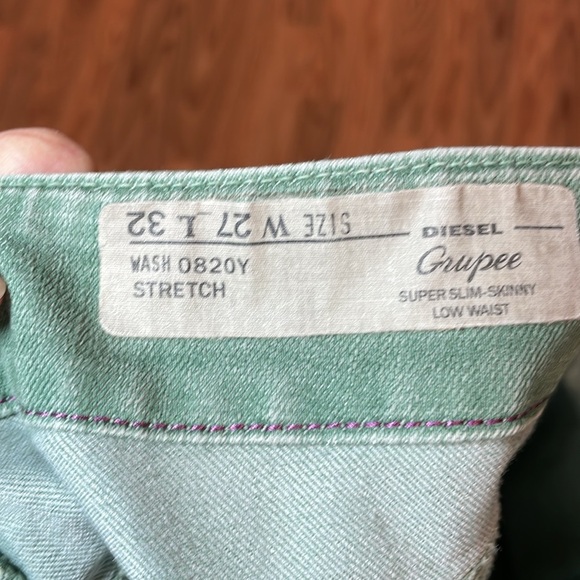 SIZE W 27 L 32
WASH 0820Y
STRETCH
DIESEL
Grupee
SUPER SLIM-SKINNY
LOW WAIST